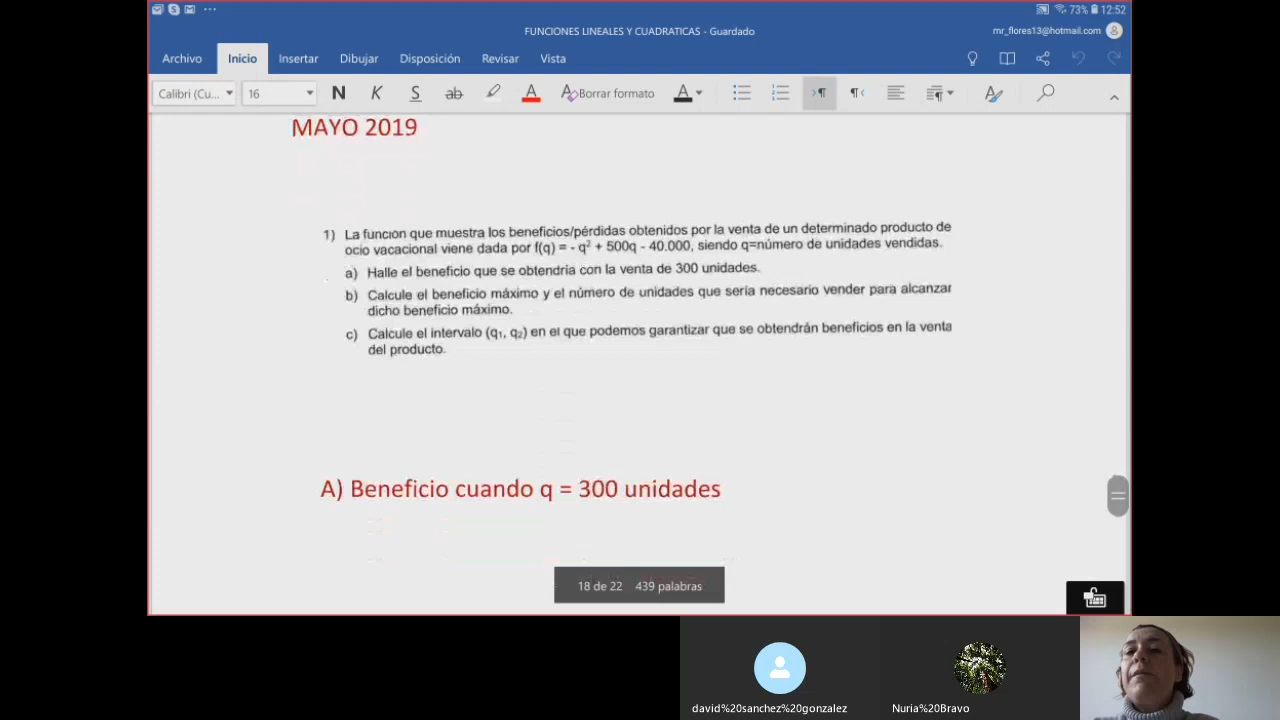 73% 12:52
FUNCIONES LINEALES Y CUADRATICAS - Guardado
mr_flores13@hotmail.com
Archivo Inicio Insertar Dibujar Disposición Revisar Vista
Calibri (Cu... 16 N K S ab A Borrar formato A
MAYO 2019
1) La función que muestra los beneficios/pérdidas obtenidos por la venta de un determinado producto de
ocio vacacional viene dada por f(q) = - q² + 500q - 40.000, siendo q=número de unidades vendidas.
a) Halle el beneficio que se obtendría con la venta de 300 unidades.
b) Calcule el beneficio máximo y el número de unidades que sería necesario vender para alcanzar
dicho beneficio máximo.
c) Calcule el intervalo (q₁, q₂) en el que podemos garantizar que se obtendrán beneficios en la venta
del producto.
A) Beneficio cuando q = 300 unidades
18 de 22 439 palabras
david%20sanchez%20gonzalez
Nuria%20Bravo